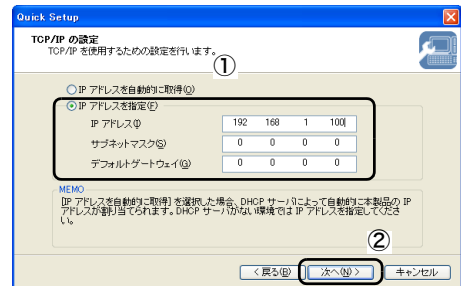 Quick Setup
TCP/IP の設定
TCP/IP を使用するための設定を行います。
①
IP アドレスを自動的に取得(O)
IP アドレスを指定(F)
IP アドレス(I) 192 168 1 100
サブネットマスク(S) 0 0 0 0
デフォルトゲートウェイ(G) 0 0 0 0
MEMO
[IP アドレスを自動的に取得] を選択した場合、DHCP サーバによって自動的に本製品の IP
アドレスが割り当てられます。DHCP サーバがない環境では IP アドレスを指定してくださ
い。
②
< 戻る(B) 次へ(N) > キャンセル